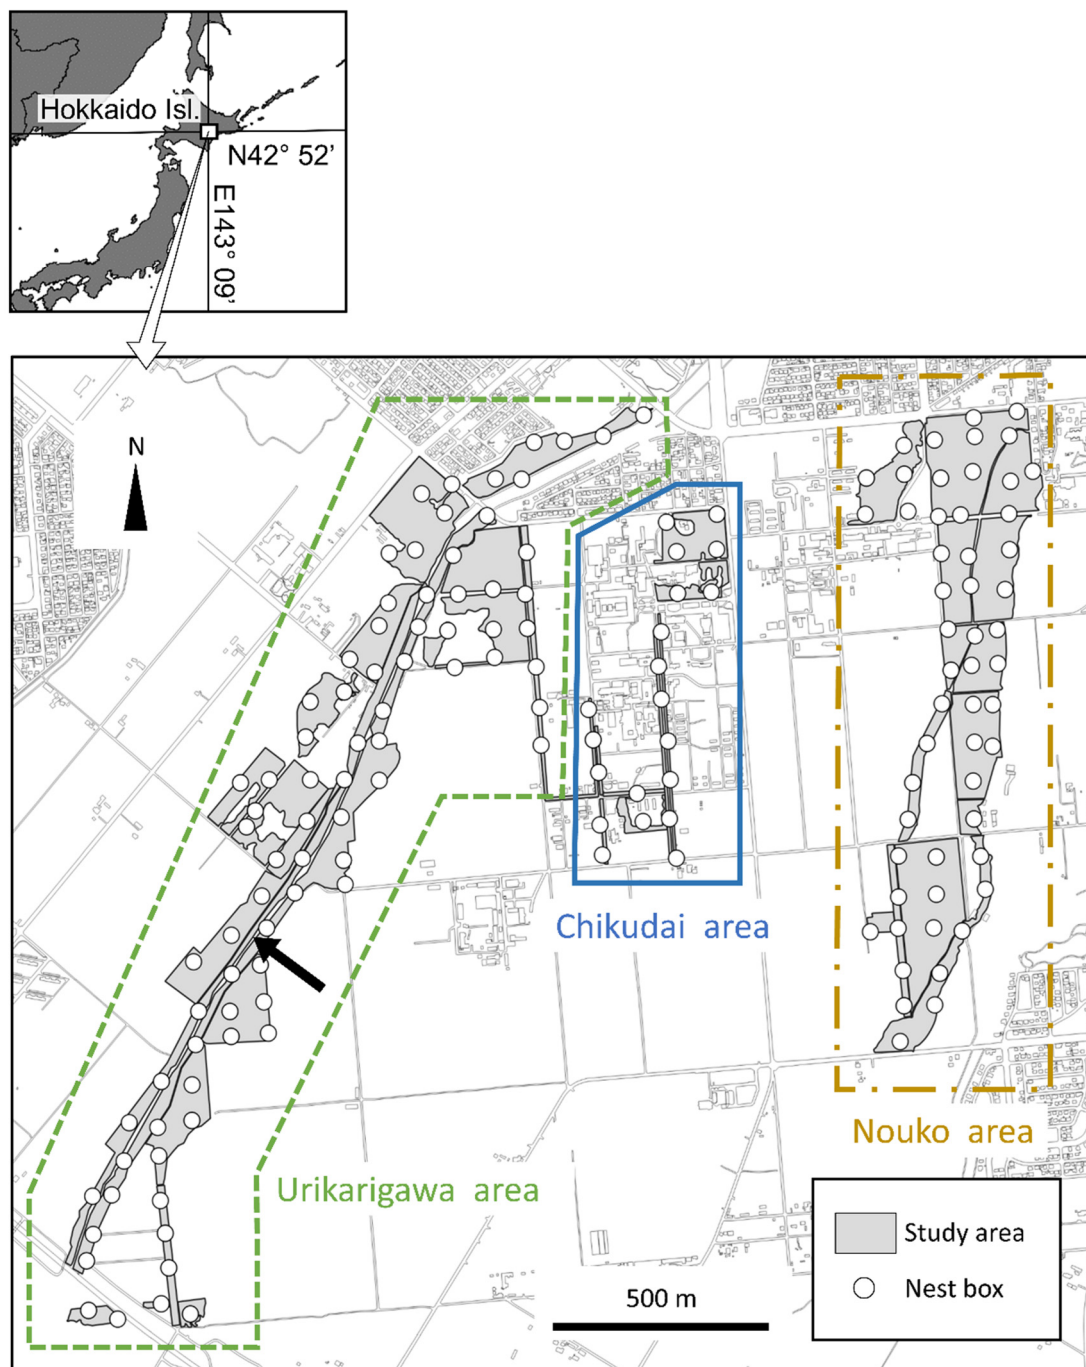 Hokkaido Isl.
N42° 52’
E143° 09’
N
Chikudai area
Nouko area
Urikarigawa area
Study area
Nest box
500 m